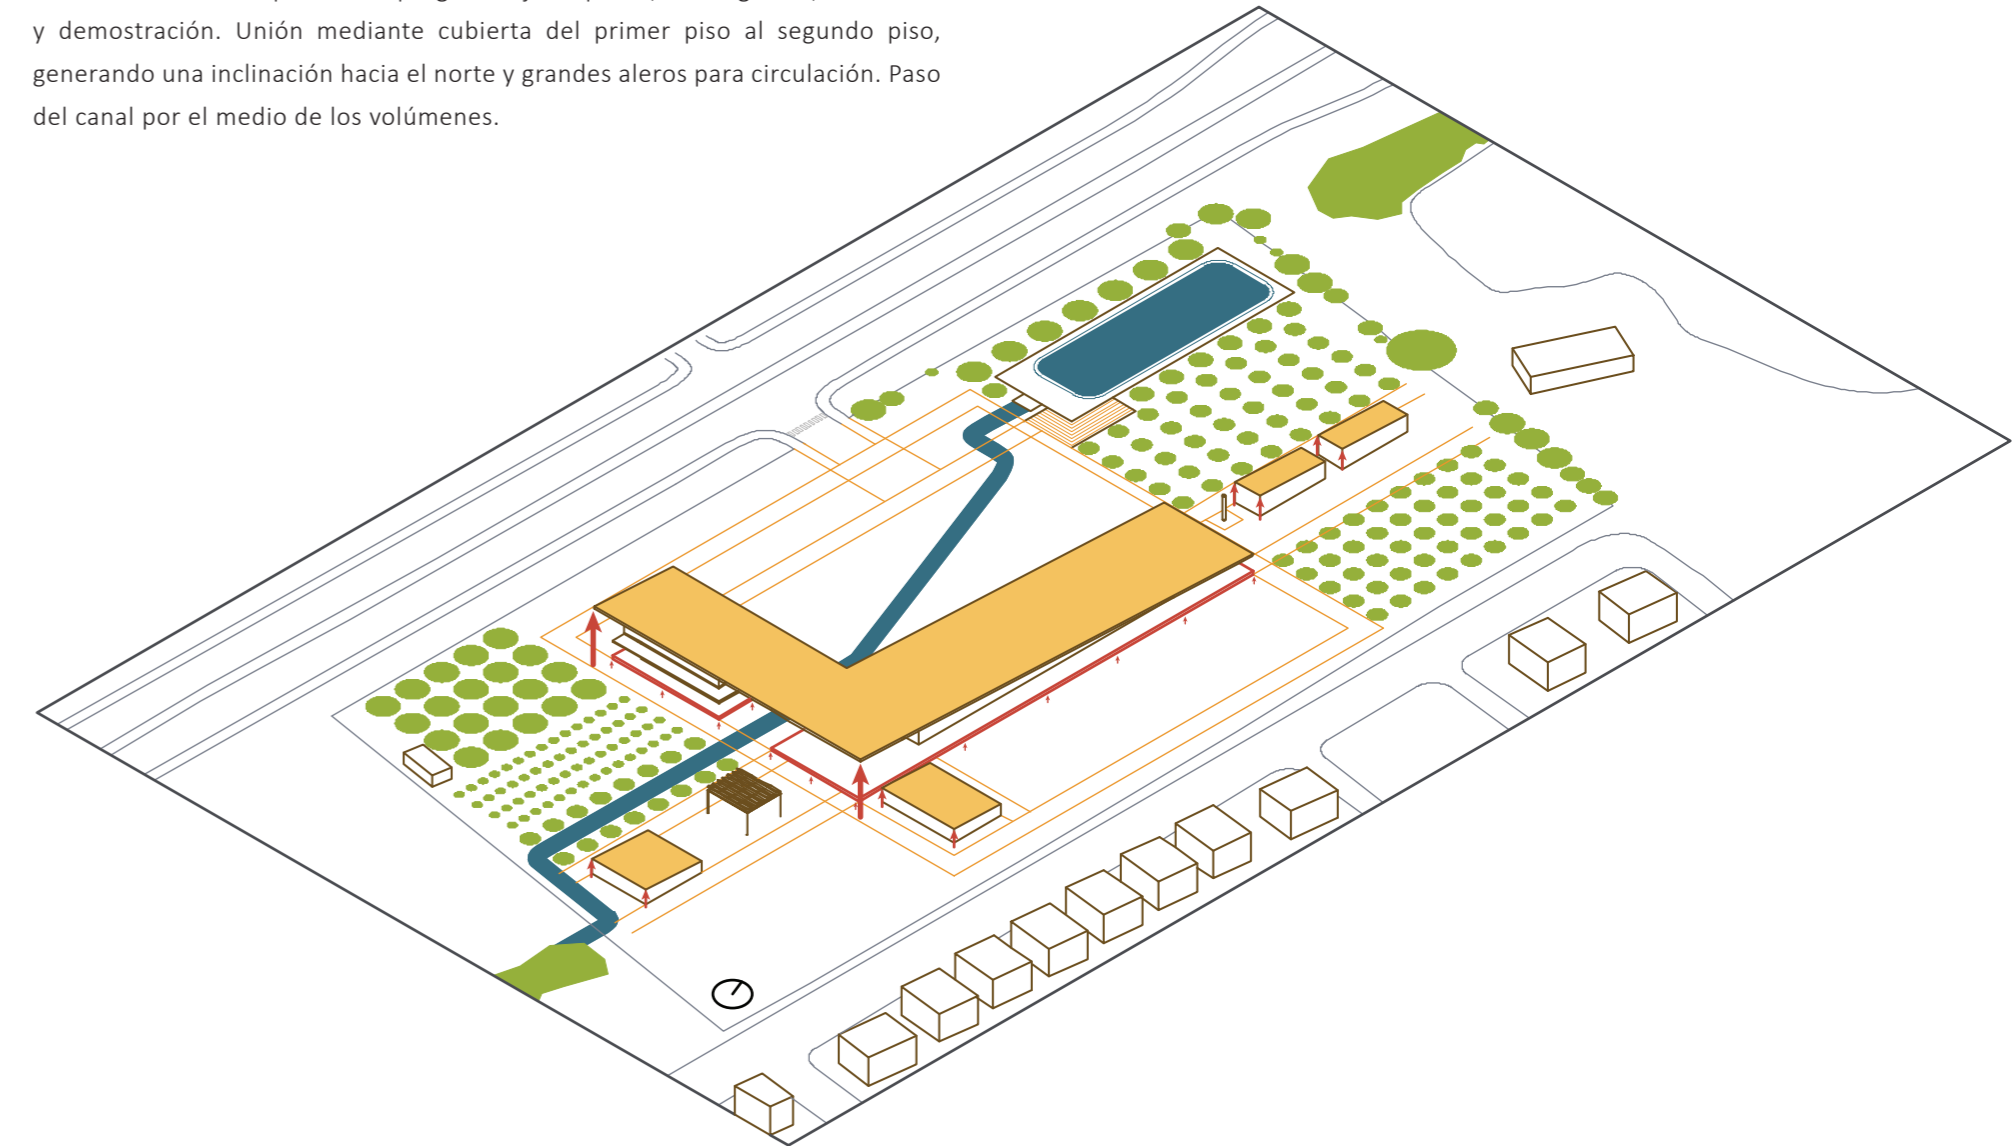 y demostración. Unión mediante cubierta del primer piso al segundo piso,
generando una inclinación hacia el norte y grandes aleros para circulación. Paso
del canal por el medio de los volúmenes.